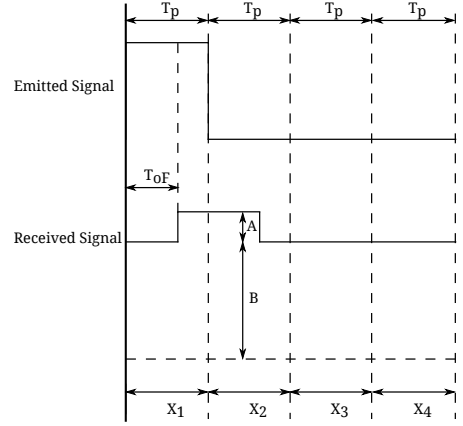 Tp Tp Tp Tp
Emitted Signal
ToF
Received Signal
A
B
X1 X2 X3 X4